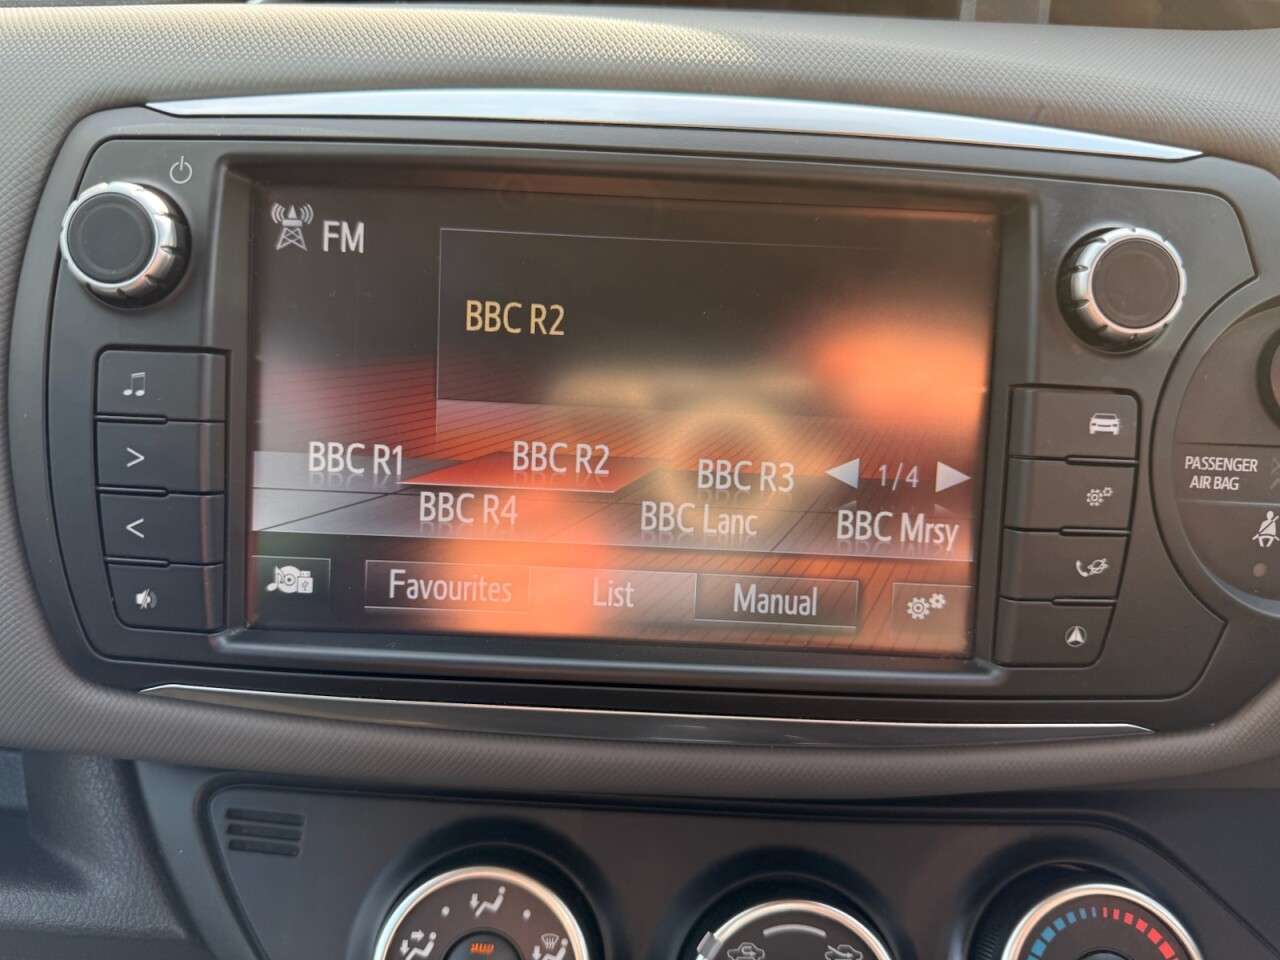 FM
BBC R2
BBC R1
BBC R2
BBC R3
1/4
BBC R4
BBC Lanc
BBC Mrsy
Favourites
List
Manual
PASSENGER
AIR BAG